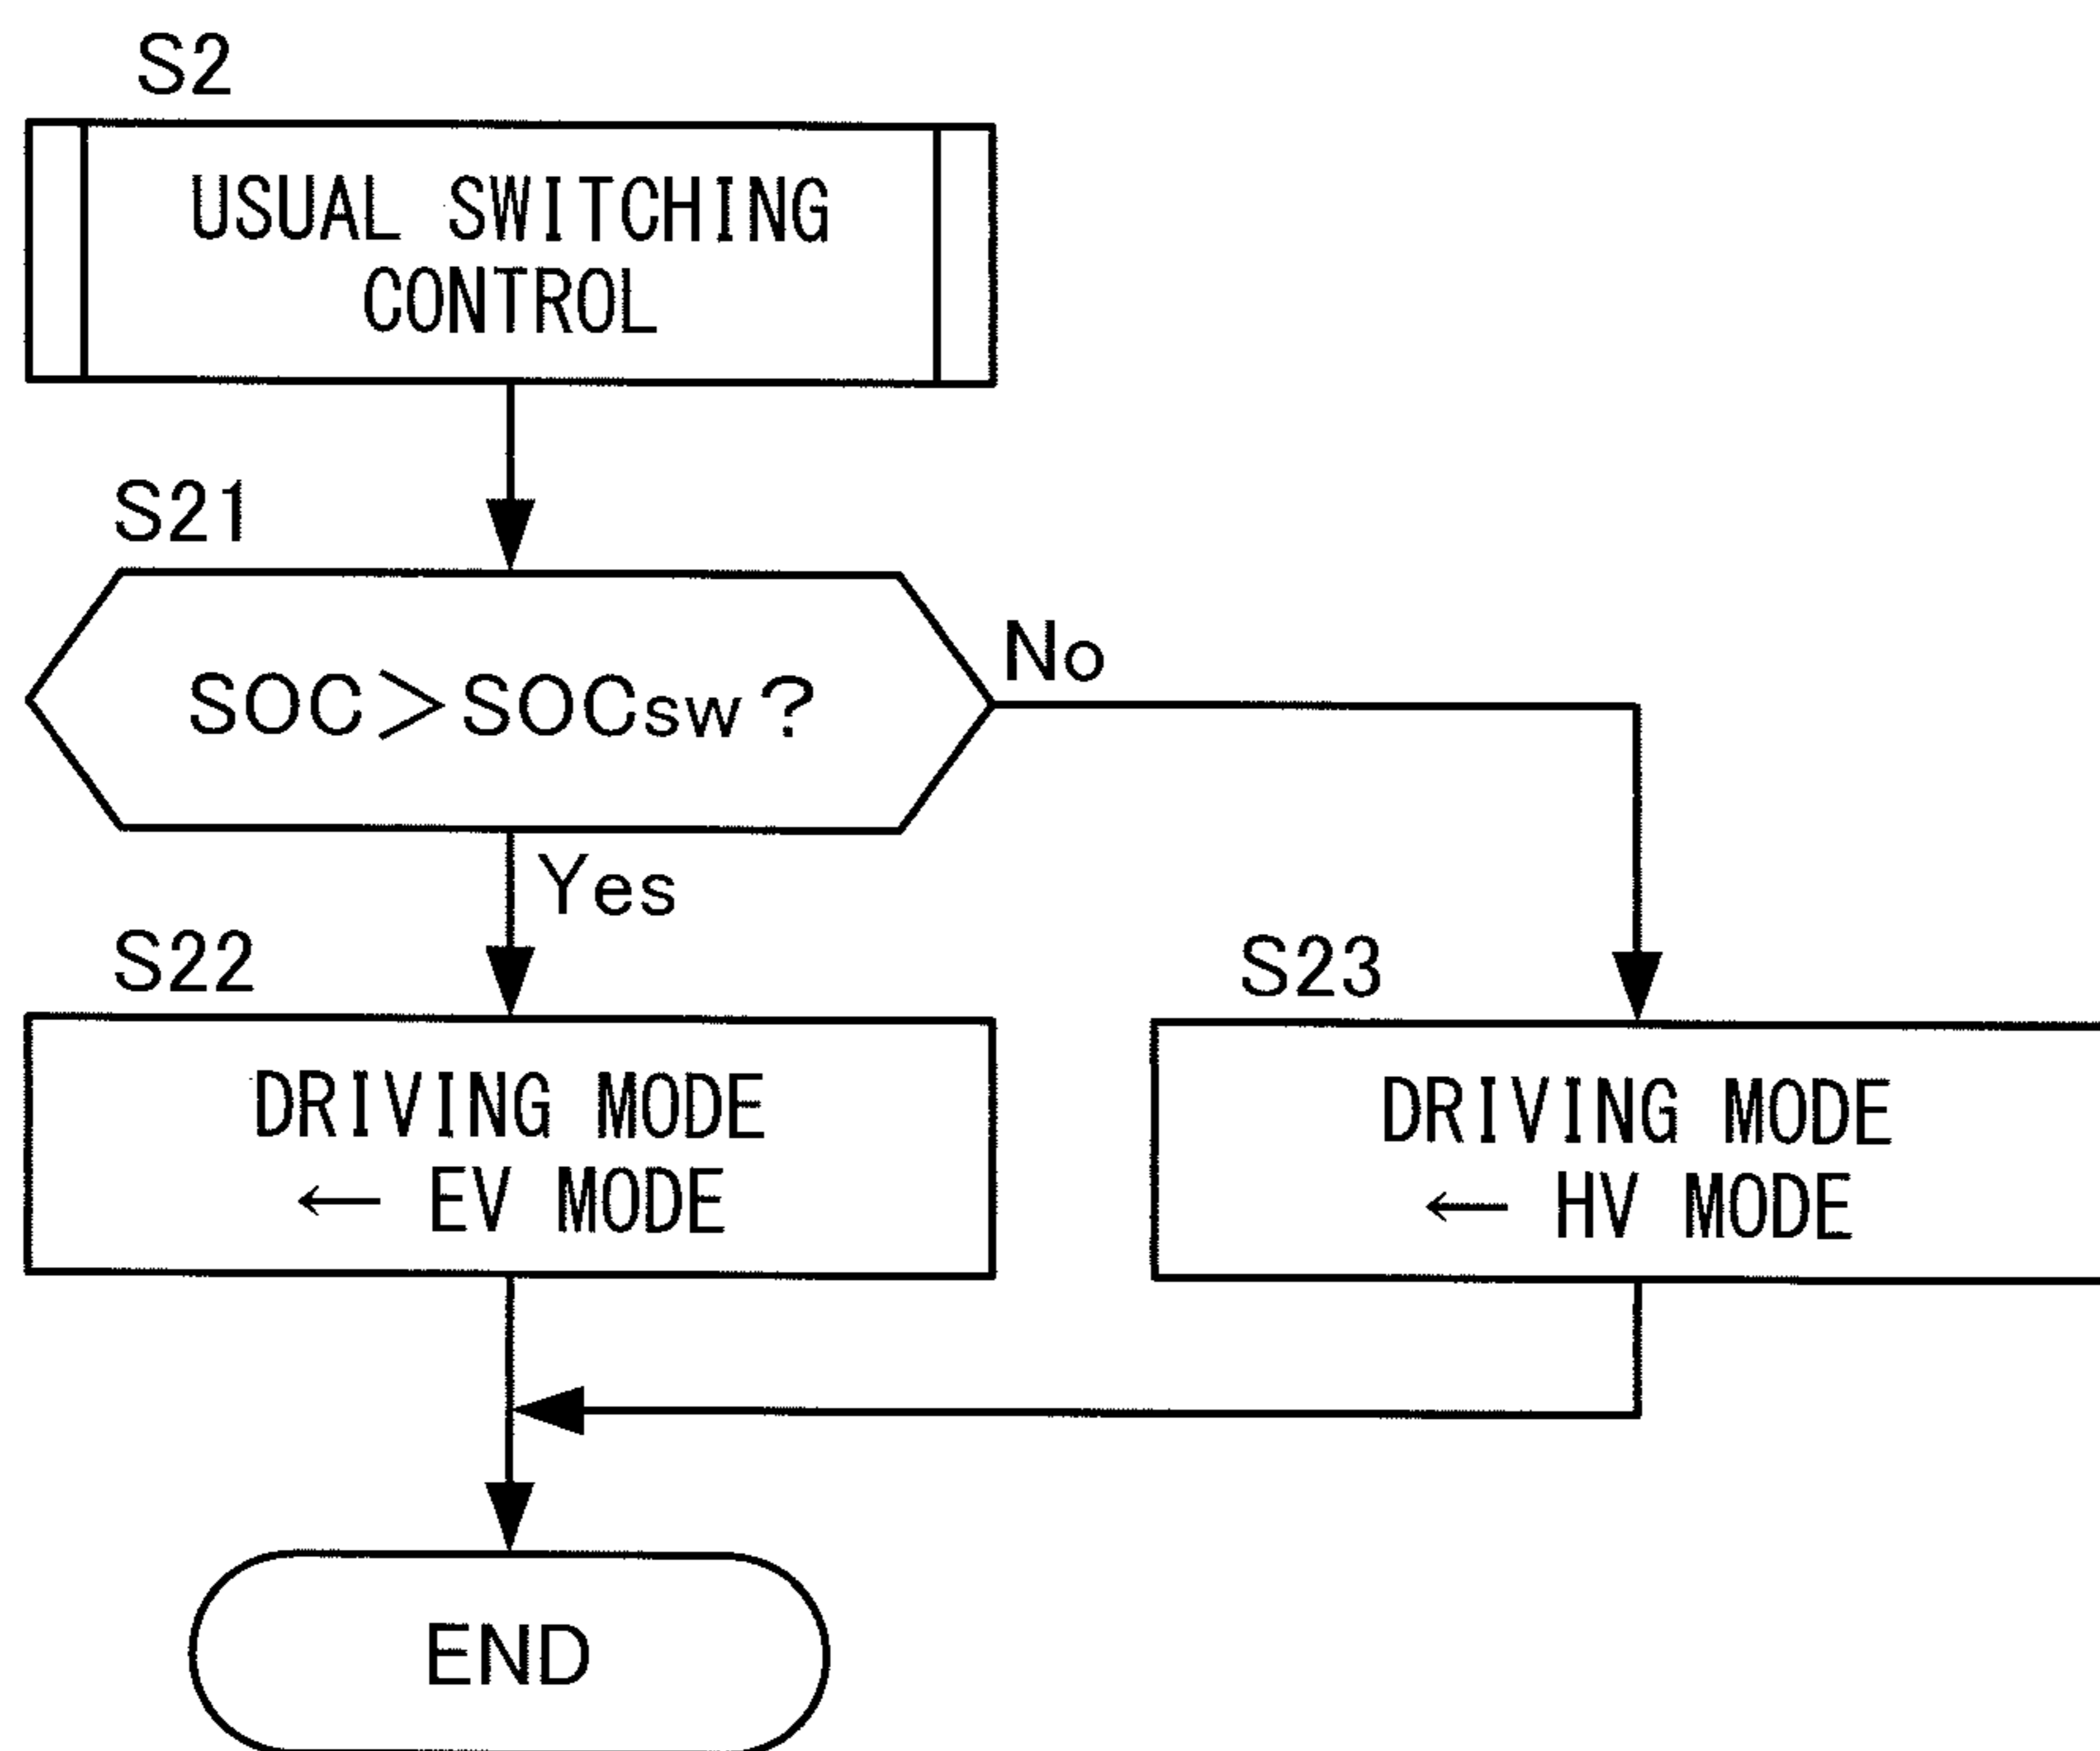 S2
USUAL SWITCHING
CONTROL
S21
SOC＞SOCsw?
No
Yes
S22
DRIVING MODE
← EV MODE
S23
DRIVING MODE
← HV MODE
END